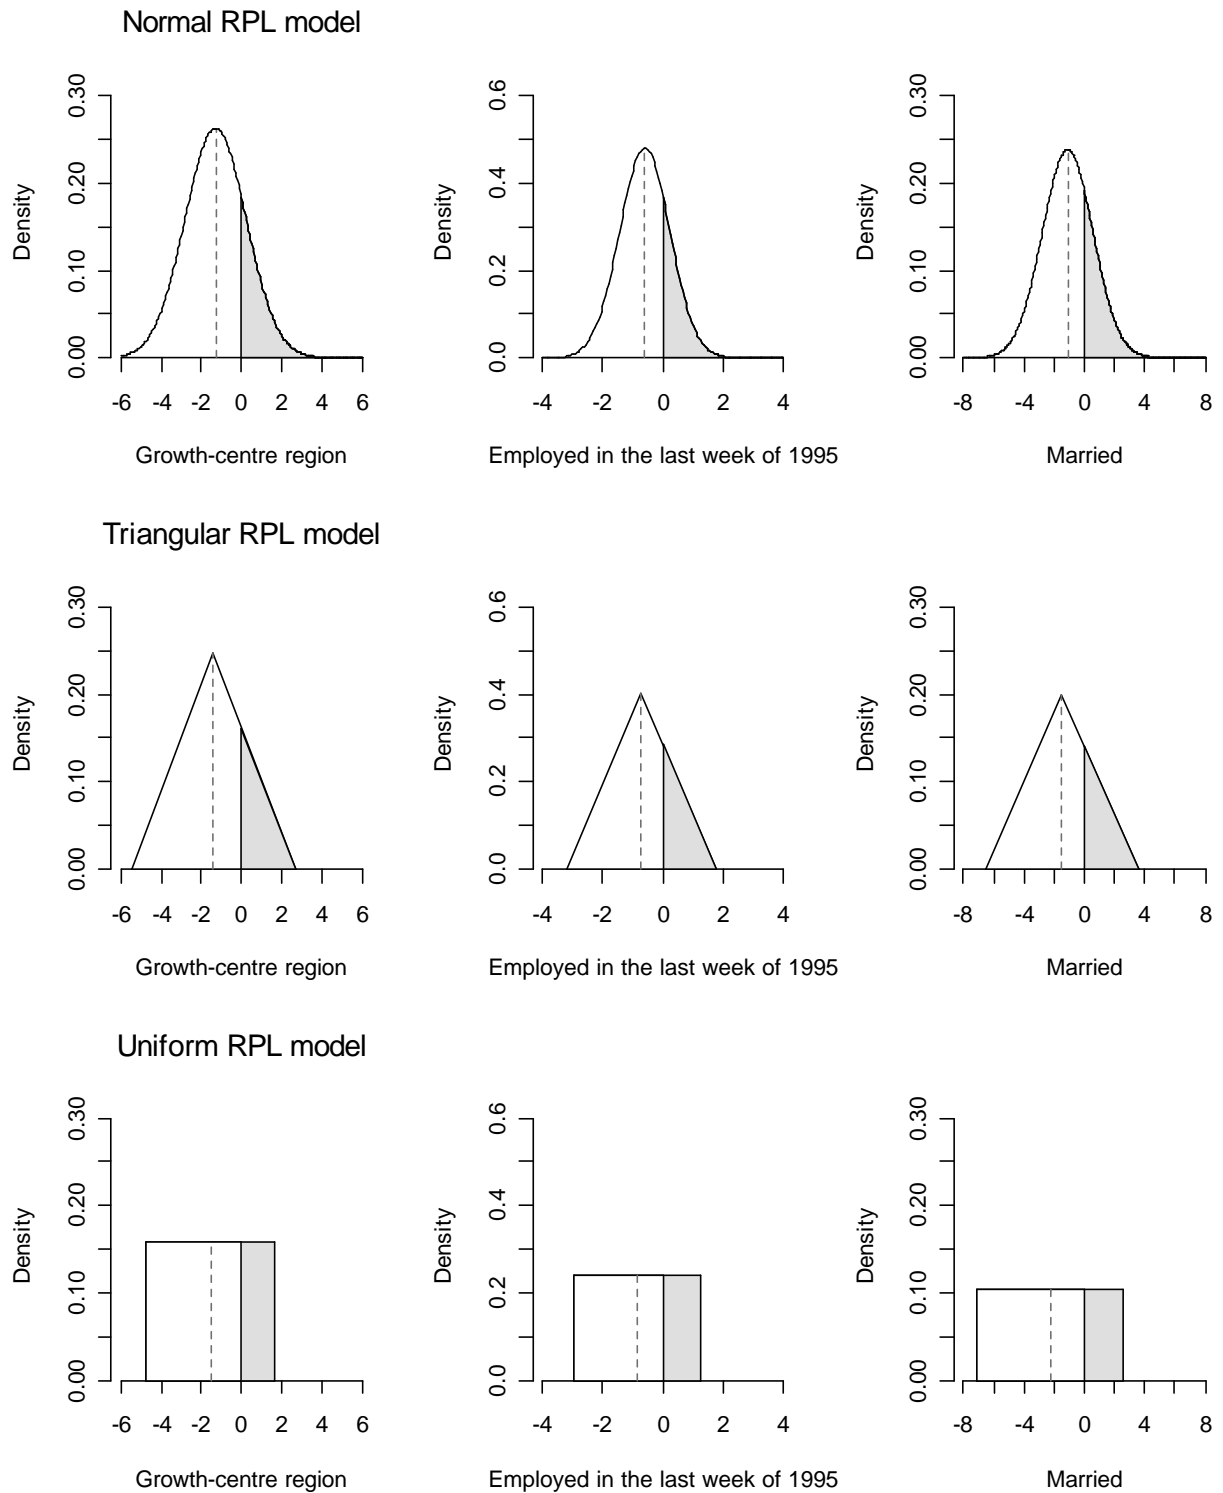 Normal RPL model
Density
0.00 0.10 0.20 0.30
-6 -4 -2 0 2 4 6
Growth-centre region
Density
0.0 0.2 0.4 0.6
-4 -2 0 2 4
Employed in the last week of 1995
Density
0.00 0.10 0.20 0.30
-8 -4 0 4 8
Married
Triangular RPL model
Density
0.00 0.10 0.20 0.30
-6 -4 -2 0 2 4 6
Growth-centre region
Density
0.0 0.2 0.4 0.6
-4 -2 0 2 4
Employed in the last week of 1995
Density
0.00 0.10 0.20 0.30
-8 -4 0 4 8
Married
Uniform RPL model
Density
0.00 0.10 0.20 0.30
-6 -4 -2 0 2 4 6
Growth-centre region
Density
0.0 0.2 0.4 0.6
-4 -2 0 2 4
Employed in the last week of 1995
Density
0.00 0.10 0.20 0.30
-8 -4 0 4 8
Married